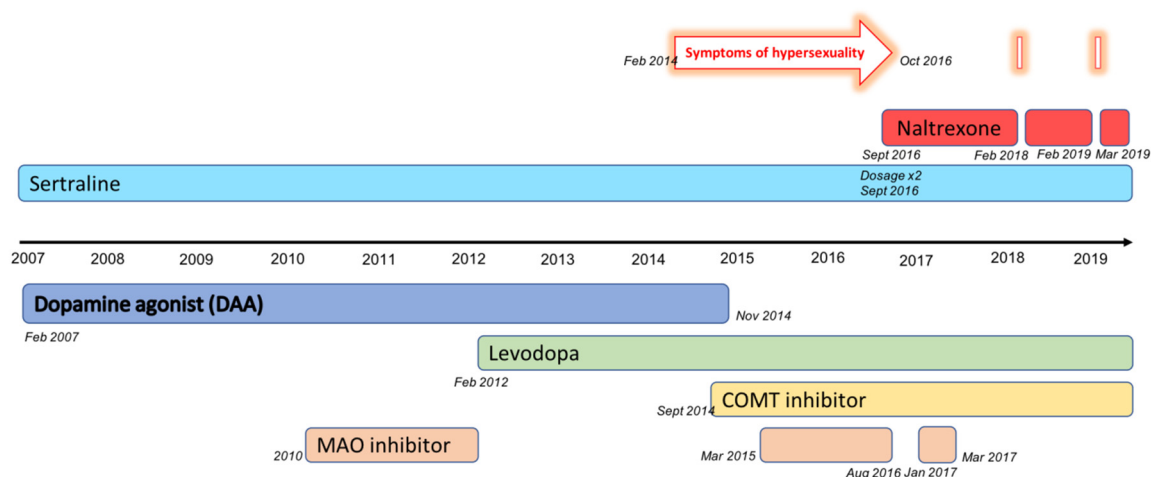 Feb 2014
Symptoms of hypersexuality
Oct 2016
Naltrexone
Sept 2016
Feb 2018
Feb 2019
Mar 2019
Sertraline
Dosage x2
Sept 2016
2007
2008
2009
2010
2011
2012
2013
2014
2015
2016
2017
2018
2019
Dopamine agonist (DAA)
Feb 2007
Nov 2014
Levodopa
Feb 2012
COMT inhibitor
Sept 2014
2010
MAO inhibitor
Mar 2015
Aug 2016
Jan 2017
Mar 2017